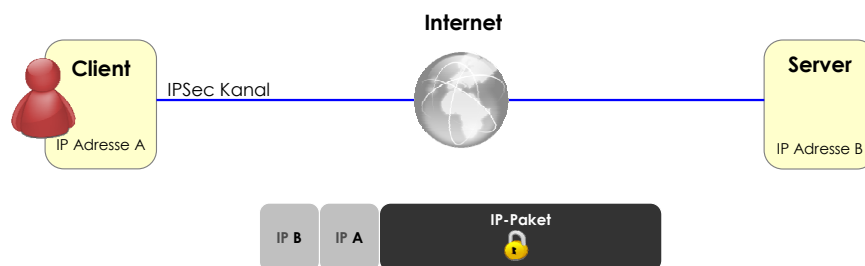 Internet
Client
Server
IPSec Kanal
IP Adresse A
IP Adresse B
IP B
IP A
IP-Paket